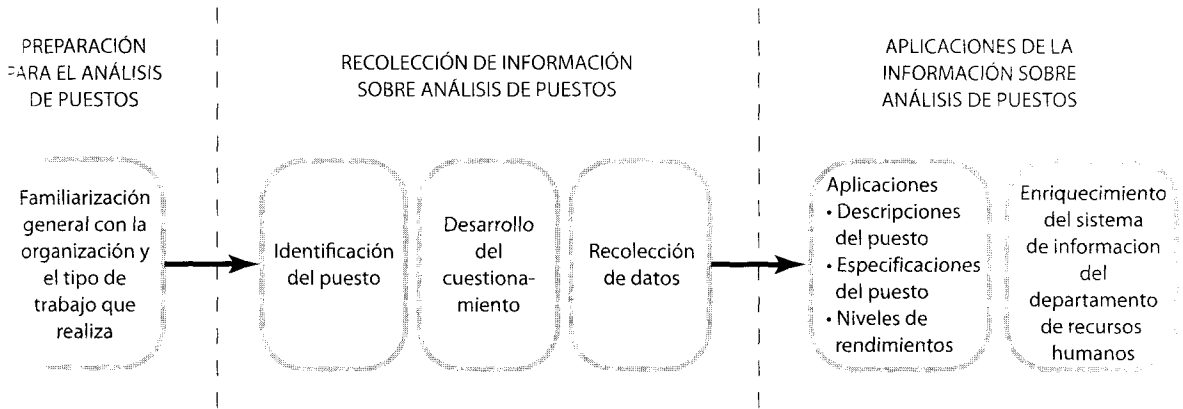 PREPARACIÓN
PARA EL ANÁLISIS
DE PUESTOS
RECOLECCIÓN DE INFORMACIÓN
SOBRE ANÁLISIS DE PUESTOS
APLICACIONES DE LA
INFORMACIÓN SOBRE
ANÁLISIS DE PUESTOS
Familiarización
general con la
organización y
el tipo de
trabajo que
realiza
Identificación
del puesto
Desarrollo
del
cuestiona-
miento
Recolección
de datos
Aplicaciones
• Descripciones
del puesto
• Especificaciones
del puesto
• Niveles de
rendimientos
Enriquecimiento
del sistema
de informacion
del
departamento
de recursos
humanos